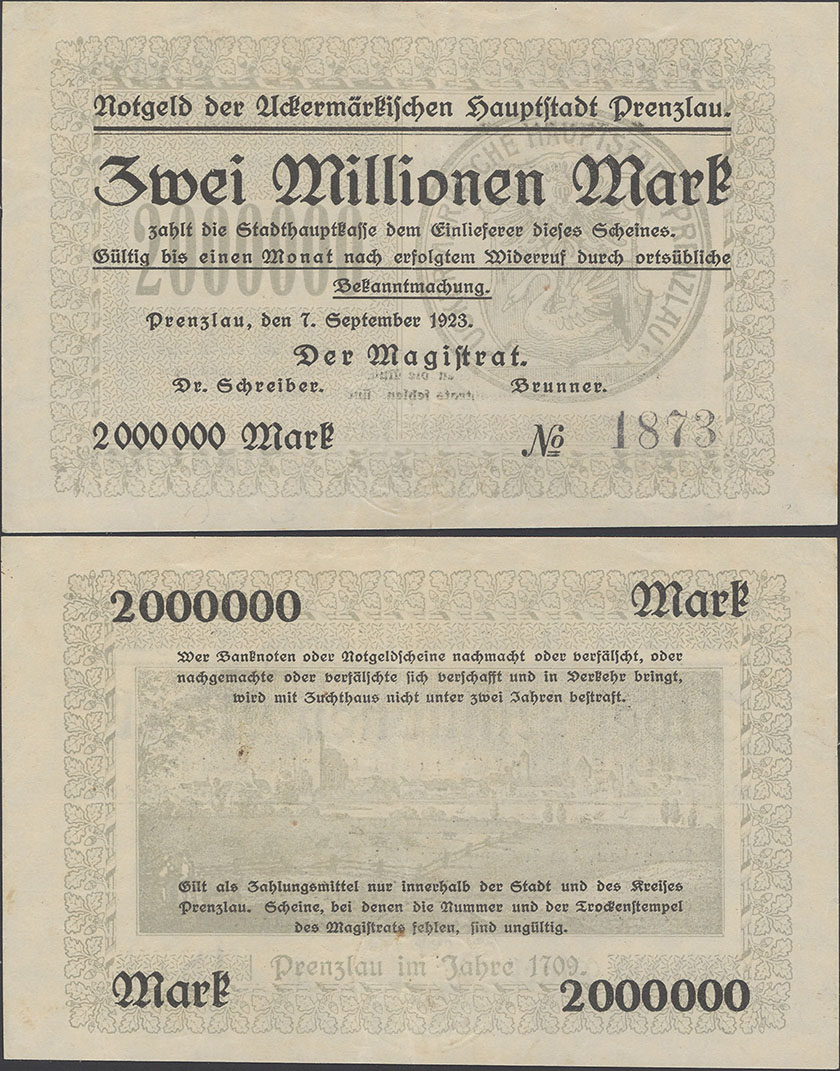 Notgeld der Uckermärkischen Hauptstadt Prenzlau.
Zwei Millionen Mark
2000000
zahlt die Stadthauptkasse dem Einlieferer dieses Scheines.
Gültig bis einen Monat nach erfolgtem Widerruf durch ortsübliche
Bekanntmachung.
Prenzlau, den 7. September 1923.
Der Magistrat.
Dr. Schreiber. Brunner.
2000000 Mark № 1873
HAUPTSTADT PRENZLAU
2000000 Mark
Wer Banknoten oder Notgeldscheine nachmacht oder verfälscht, oder
nachgemachte oder verfälschte sich verschafft und in Verkehr bringt,
wird mit Zuchthaus nicht unter zwei Jahren bestraft.
Gilt als Zahlungsmittel nur innerhalb der Stadt und des Kreises
Prenzlau. Scheine, bei denen die Nummer und der Trockenstempel
des Magistrats fehlen, sind ungültig.
Prenzlau im Jahre 1709.
Mark 2000000